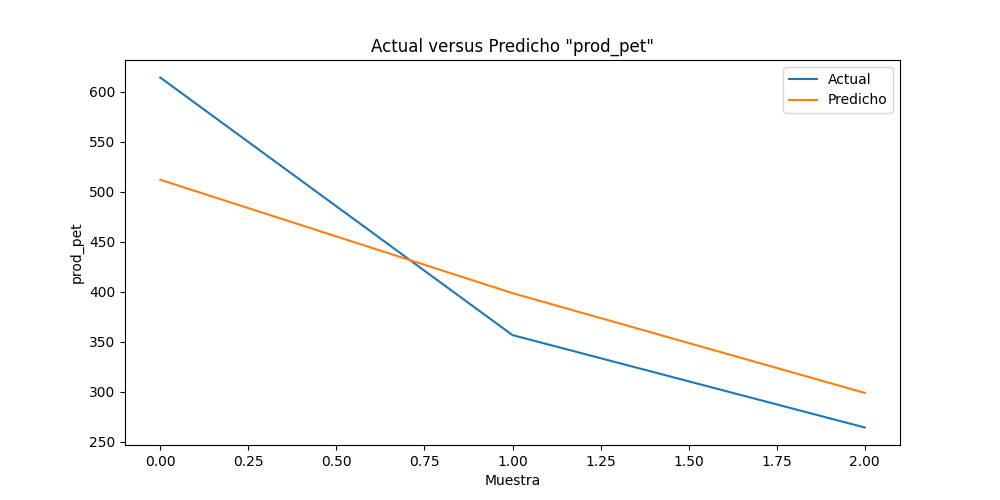 Actual versus Predicho "prod_pet"
Actual
Predicho
600
550
500
450
400
350
300
250
prod_pet
0.00 0.25 0.50 0.75 1.00 1.25 1.50 1.75 2.00
Muestra